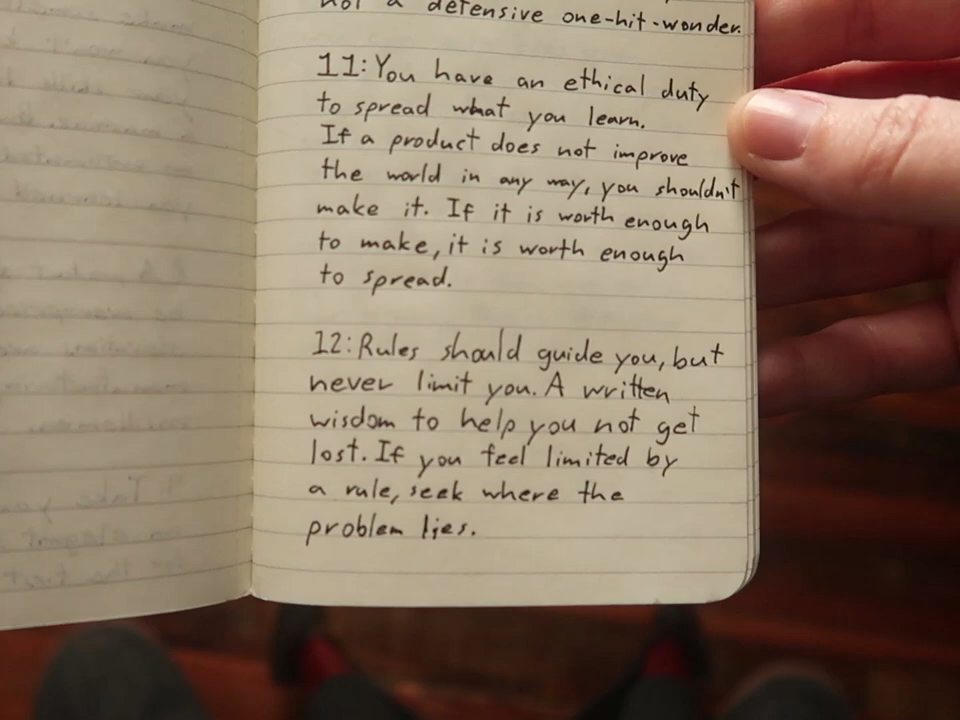 not a defensive one-hit-wonder.
11: You have an ethical duty
to spread what you learn.
If a product does not improve
the world in any way, you shouldn't
make it. If it is worth enough
to make, it is worth enough
to spread.
12: Rules should guide you, but
never limit you. A written
wisdom to help you not get
lost. If you feel limited by
a rule, seek where the
problem lies.